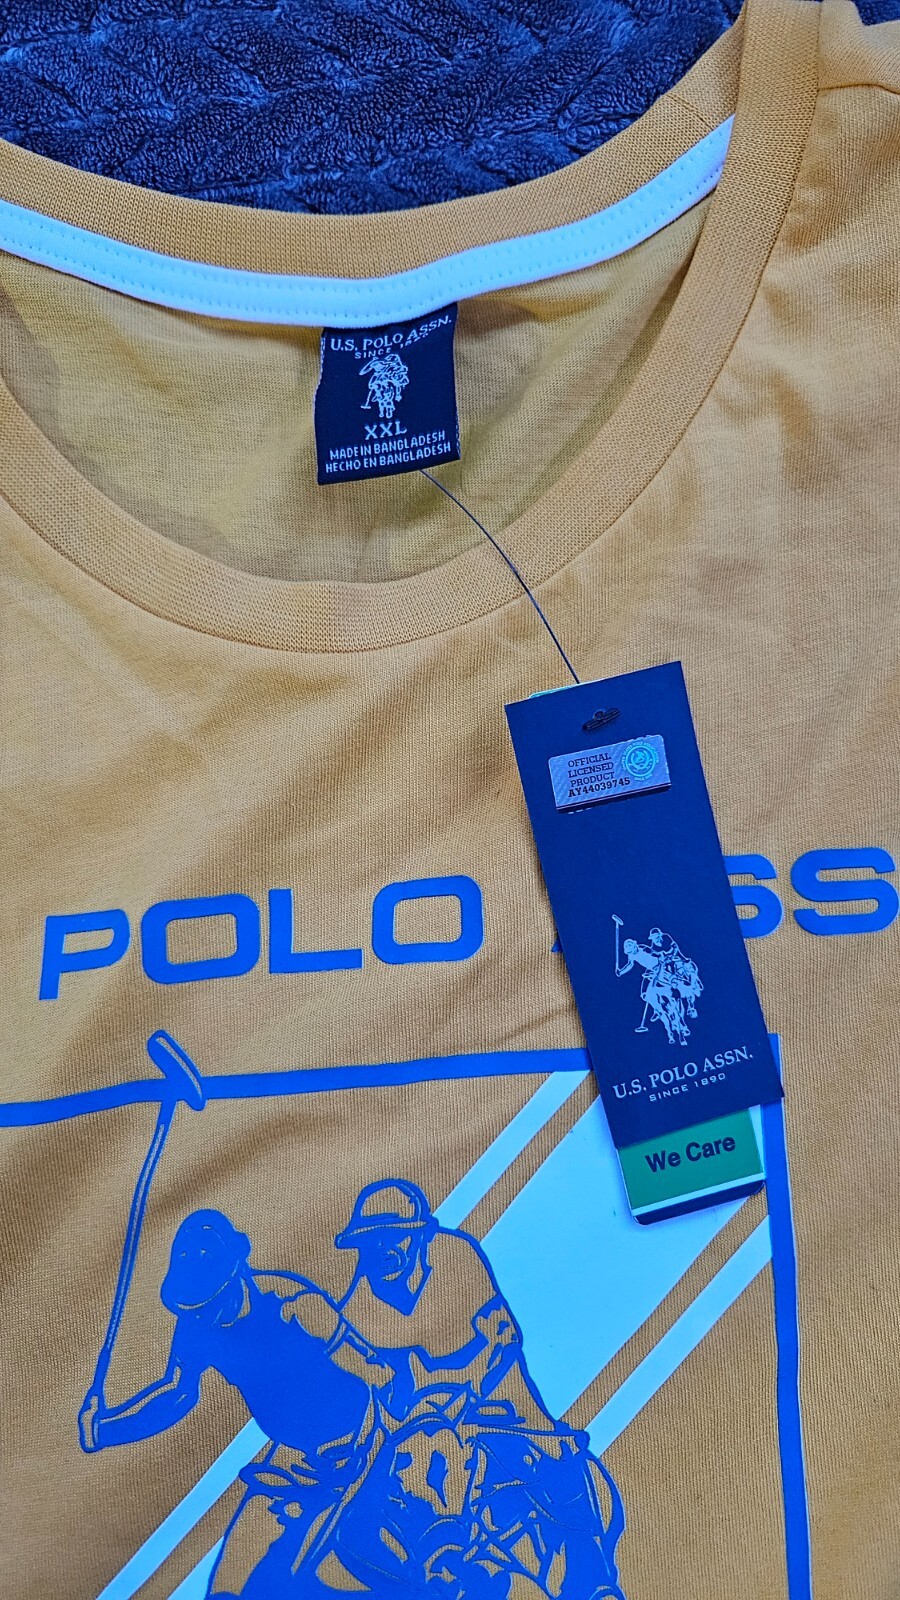 U.S. POLO ASSN.
SINCE 1890
XXL
MADE IN BANGLADESH
HECHO EN BANGLADESH
OFFICIAL
LICENSED
PRODUCT
AY44039745
POLO ASS
U.S. POLO ASSN.
SINCE 1890
We Care